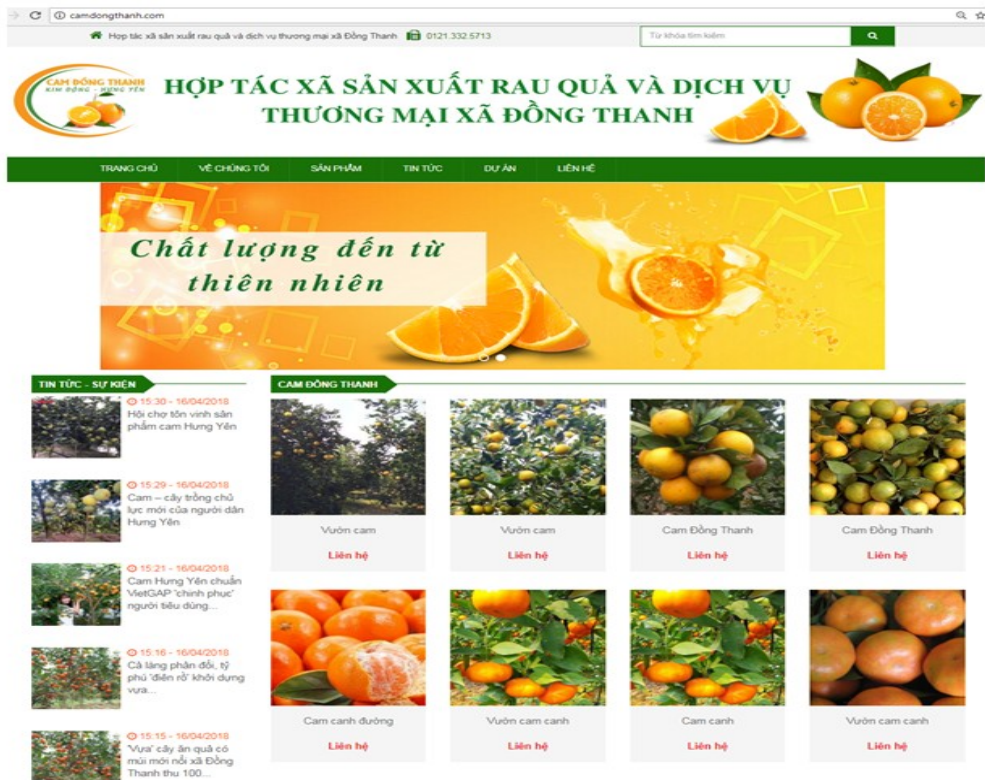 camdongthanh.com
Hợp tác xã sản xuất rau quả và dịch vụ thương mại xã Đồng Thanh 0121.332.5713
Từ khóa tìm kiếm
CAM ĐỒNG THANH
KIM ĐỘNG - HƯNG YÊN
HỢP TÁC XÃ SẢN XUẤT RAU QUẢ VÀ DỊCH VỤ
THƯƠNG MẠI XÃ ĐỒNG THANH
TRANG CHỦ VỀ CHÚNG TÔI SẢN PHẨM TIN TỨC DỰ ÁN LIÊN HỆ
Chất lượng đến từ
thiên nhiên
TIN TỨC - SỰ KIỆN
15:30 - 16/04/2018
Hội chợ tôn vinh sản
phẩm cam Hưng Yên
15:29 - 16/04/2018
Cam – cây trồng chủ
lực mới của người dân
Hưng Yên
15:21 - 16/04/2018
Cam Hưng Yên chuẩn
VietGAP 'chinh phục'
người tiêu dùng...
15:16 - 16/04/2018
Cả làng phản đối, tỷ
phú 'điên rồ' khởi dựng
vựa...
15:15 - 16/04/2018
'Vựa' cây ăn quả có
múi mới nổi xã Đồng
Thanh thu 100...
CAM ĐỒNG THANH
Vườn cam Vườn cam Cam Đồng Thanh Cam Đồng Thanh
Liên hệ Liên hệ Liên hệ Liên hệ
Cam canh đường Vườn cam canh Cam canh Vườn cam canh
Liên hệ Liên hệ Liên hệ Liên hệ